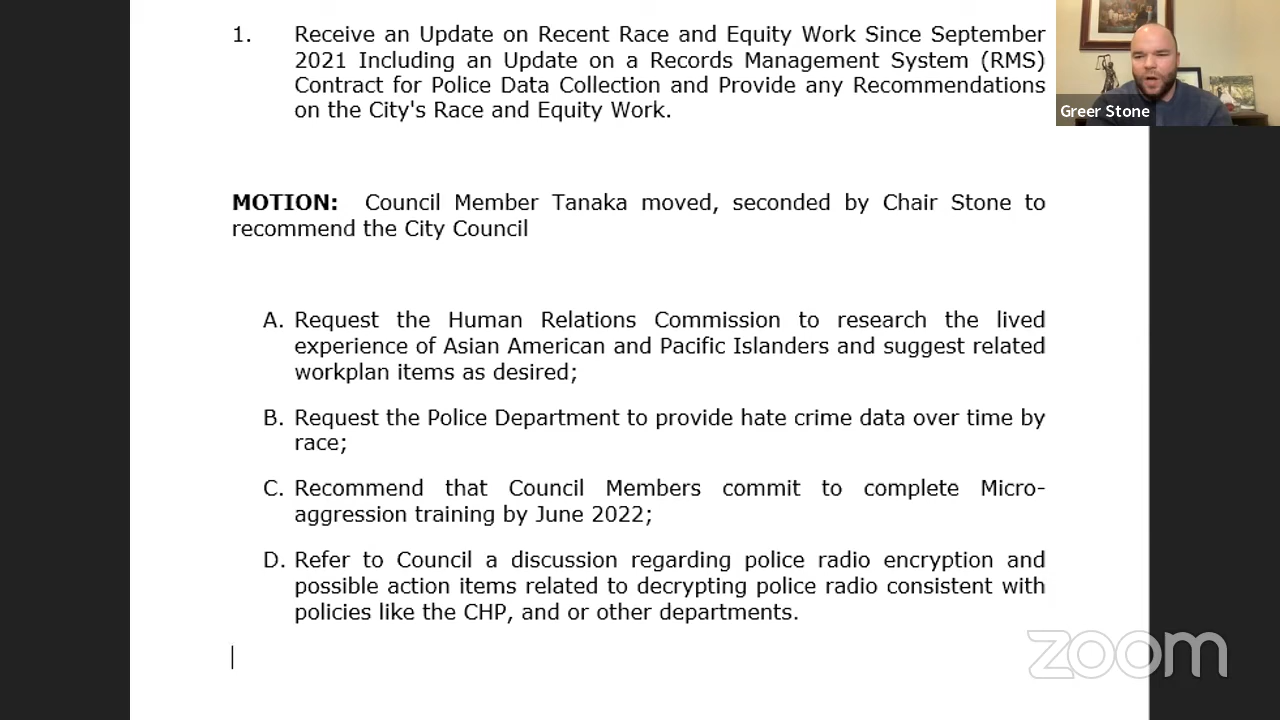 1. Receive an Update on Recent Race and Equity Work Since September
2021 Including an Update on a Records Management System (RMS)
Contract for Police Data Collection and Provide any Recommendations
on the City's Race and Equity Work.
Greer Stone
MOTION: Council Member Tanaka moved, seconded by Chair Stone to
recommend the City Council
A. Request the Human Relations Commission to research the lived
experience of Asian American and Pacific Islanders and suggest related
workplan items as desired;
B. Request the Police Department to provide hate crime data over time by
race;
C. Recommend that Council Members commit to complete Micro-
aggression training by June 2022;
D. Refer to Council a discussion regarding police radio encryption and
possible action items related to decrypting police radio consistent with
policies like the CHP, and or other departments.
zoom